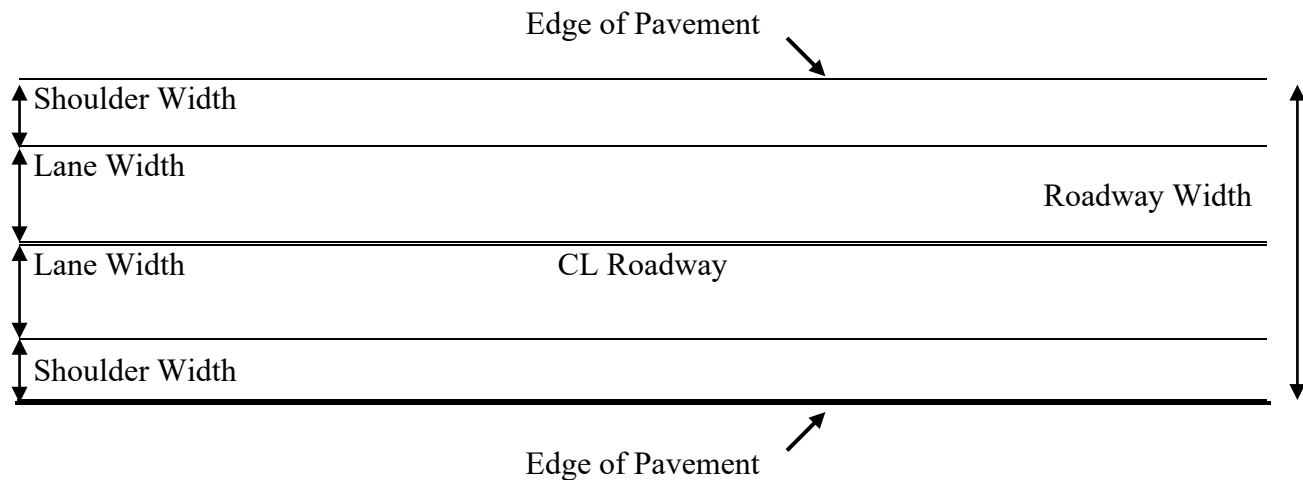 Edge of Pavement
Shoulder Width
Lane Width
Roadway Width
Lane Width
CL Roadway
Shoulder Width
Edge of Pavement